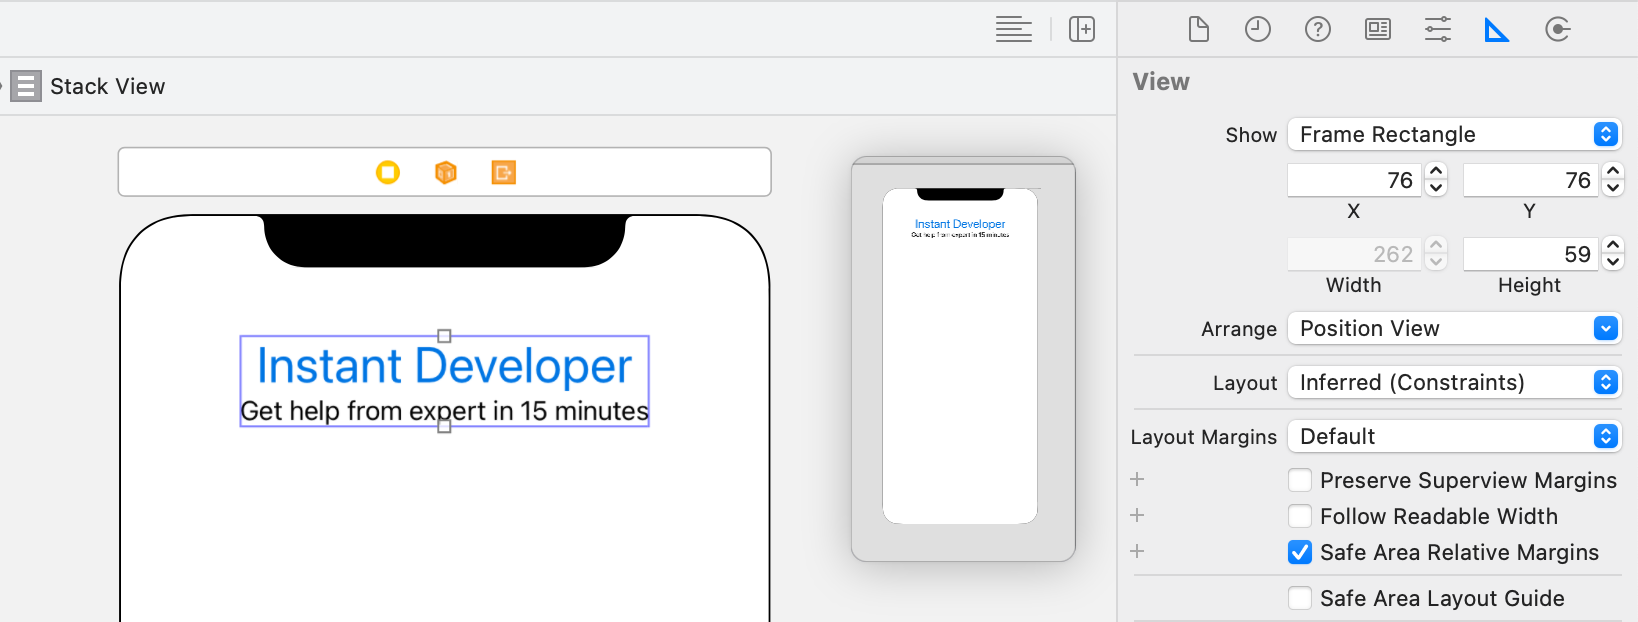 Stack View
Instant Developer
Get help from expert in 15 minutes
Instant Developer
Get help from expert in 15 minutes
View
Show Frame Rectangle
76 76
X Y
262 59
Width Height
Arrange Position View
Layout Inferred (Constraints)
Layout Margins Default
Preserve Superview Margins
Follow Readable Width
Safe Area Relative Margins
Safe Area Layout Guide